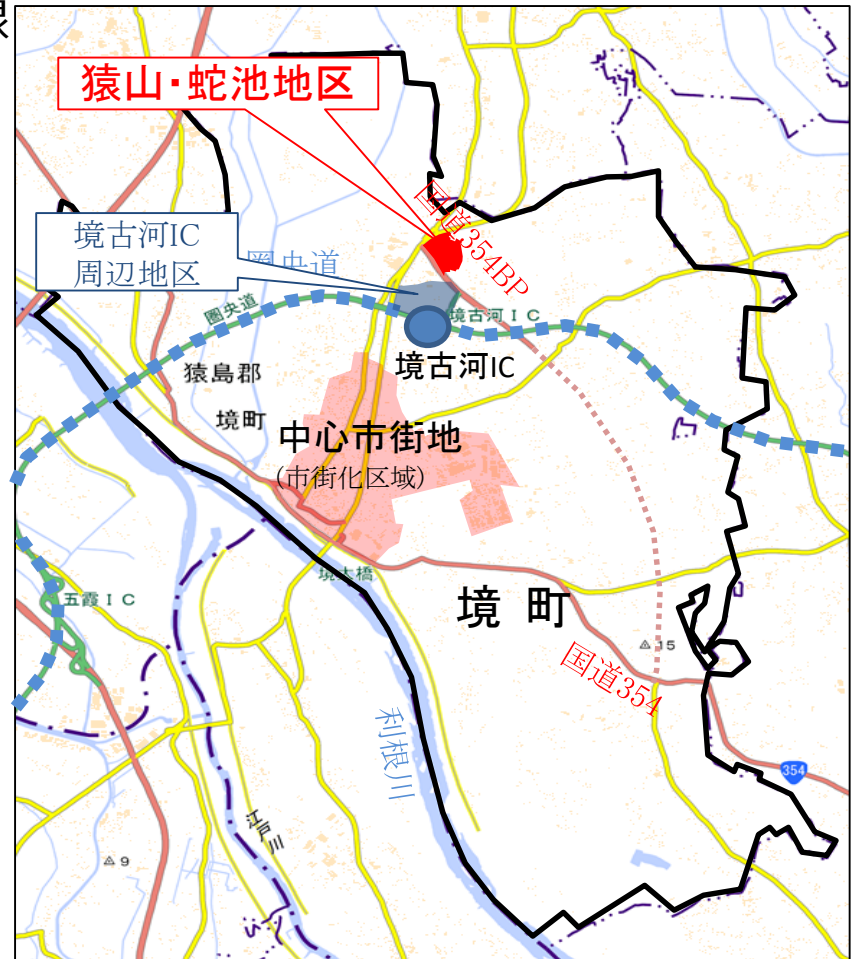 線
猿山・蛇池地区
国道354BP
境古河IC
周辺地区
圏央道
圏央道
境古河IC
境古河IC
猿島郡
境町
中心市街地
(市街化区域)
境大橋
五霞IC
境町
15
国道354
利根川
354
江戸川
9